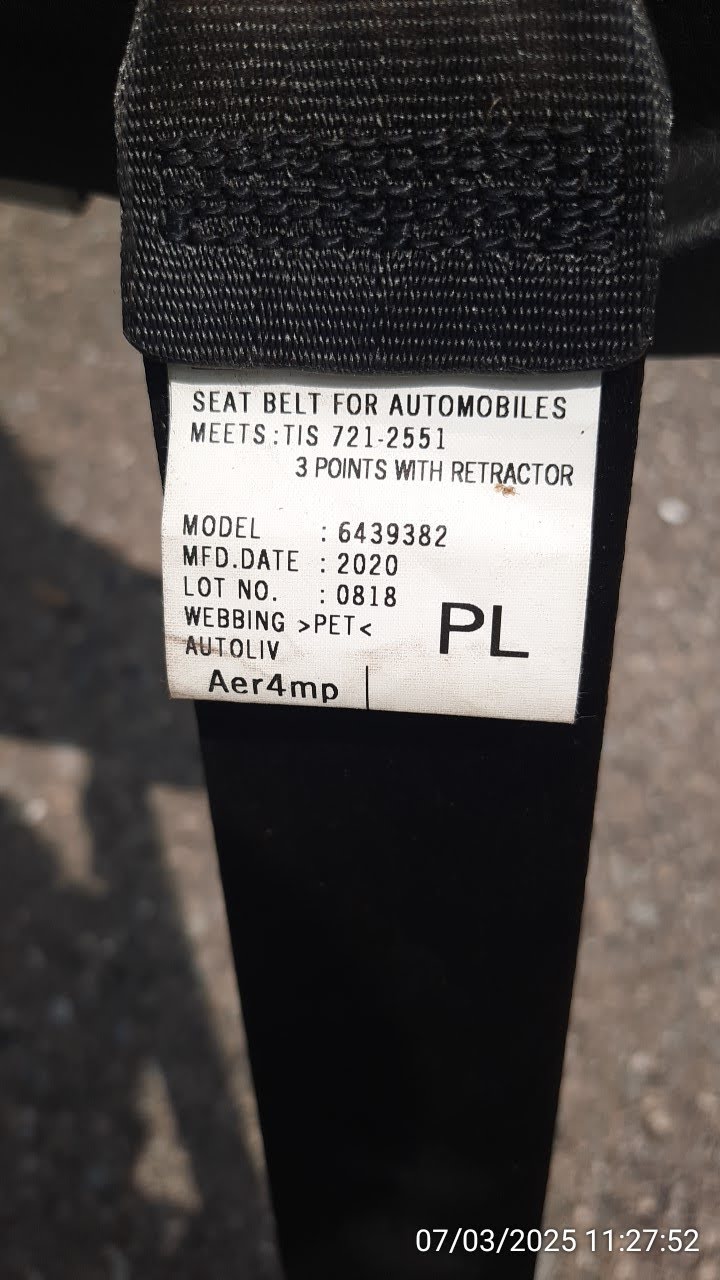 SEAT BELT FOR AUTOMOBILES
MEETS:TIS 721-2551
3 POINTS WITH RETRACTOR
MODEL : 6439382
MFD.DATE : 2020
LOT NO. : 0818
WEBBING >PET<
PL
AUTOLIV
Aer4mp
07/03/2025 11:27:52